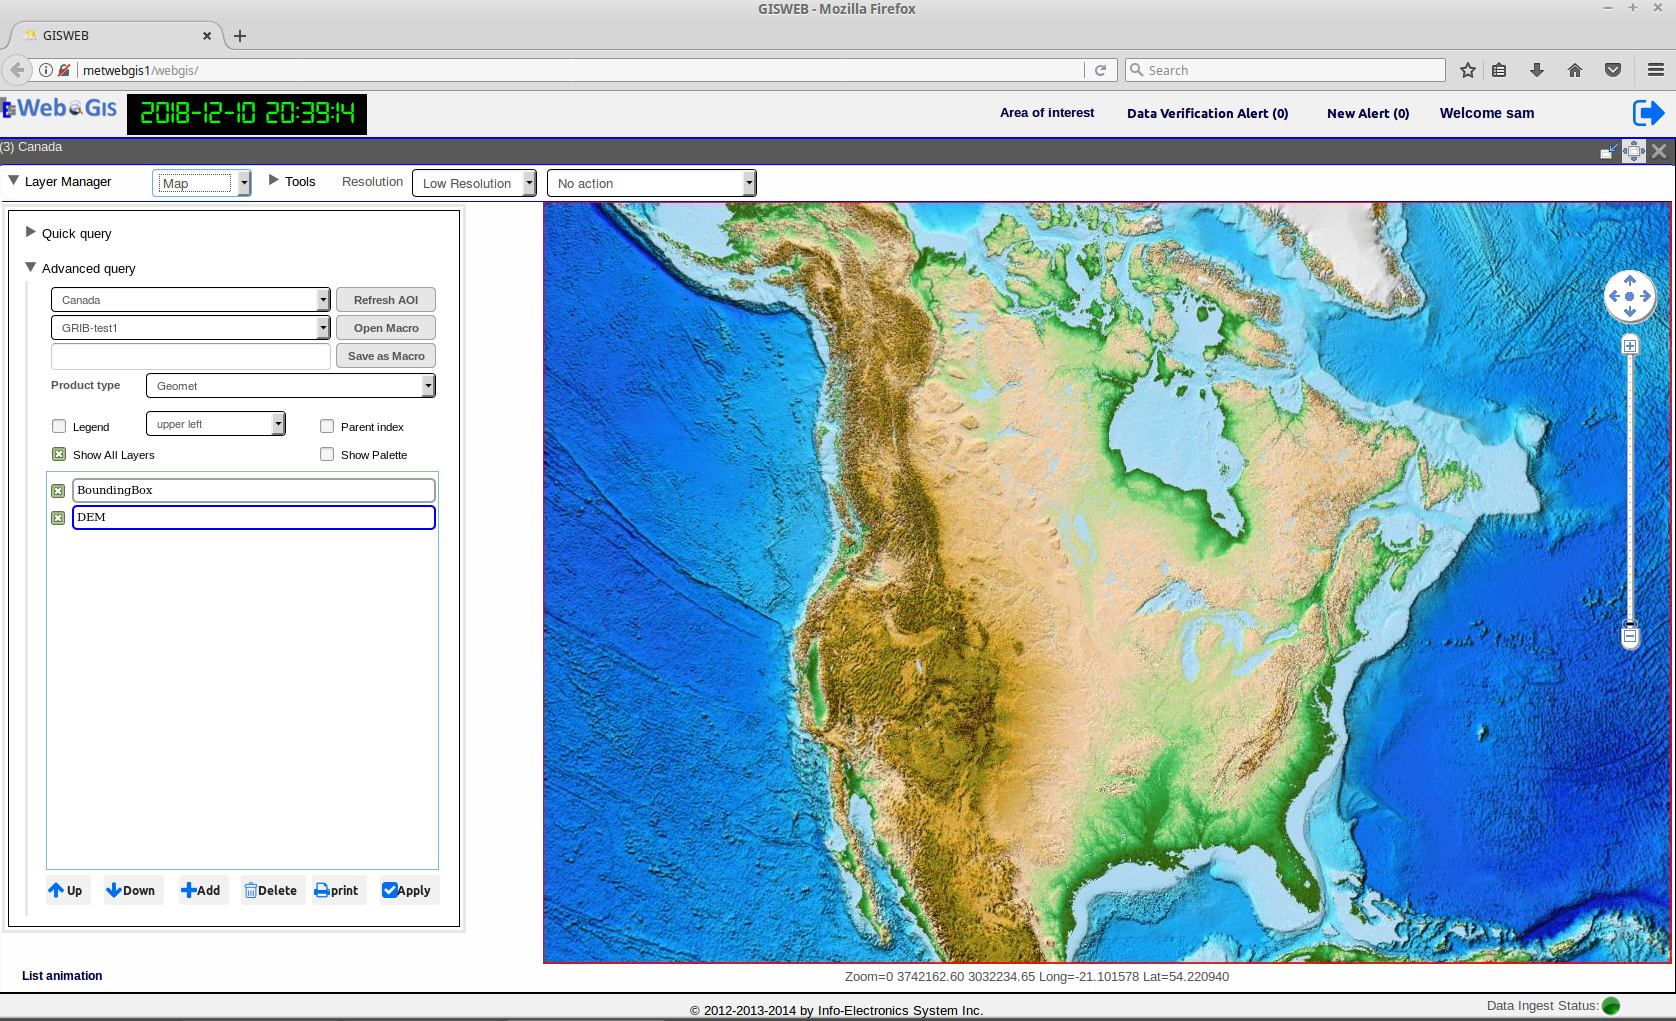 GISWEB - Mozilla Firefox
GISWEB
metwebgis1/webgis/
Search
Web GIS
2018-12-10 20:39:14
Area of interest
Data Verification Alert (0)
New Alert (0)
Welcome sam
(3) Canada
Layer Manager
Map
Tools
Resolution
Low Resolution
No action
Quick query
Advanced query
Canada
Refresh AOI
GRIB-test1
Open Macro
Save as Macro
Product type
Geomet
Legend
upper left
Parent index
Show All Layers
Show Palette
BoundingBox
DEM
Up
Down
Add
Delete
print
Apply
List animation
Zoom=0 3742162.60 3032234.65 Long=-21.101578 Lat=54.220940
Data Ingest Status:
© 2012-2013-2014 by Info-Electronics System Inc.